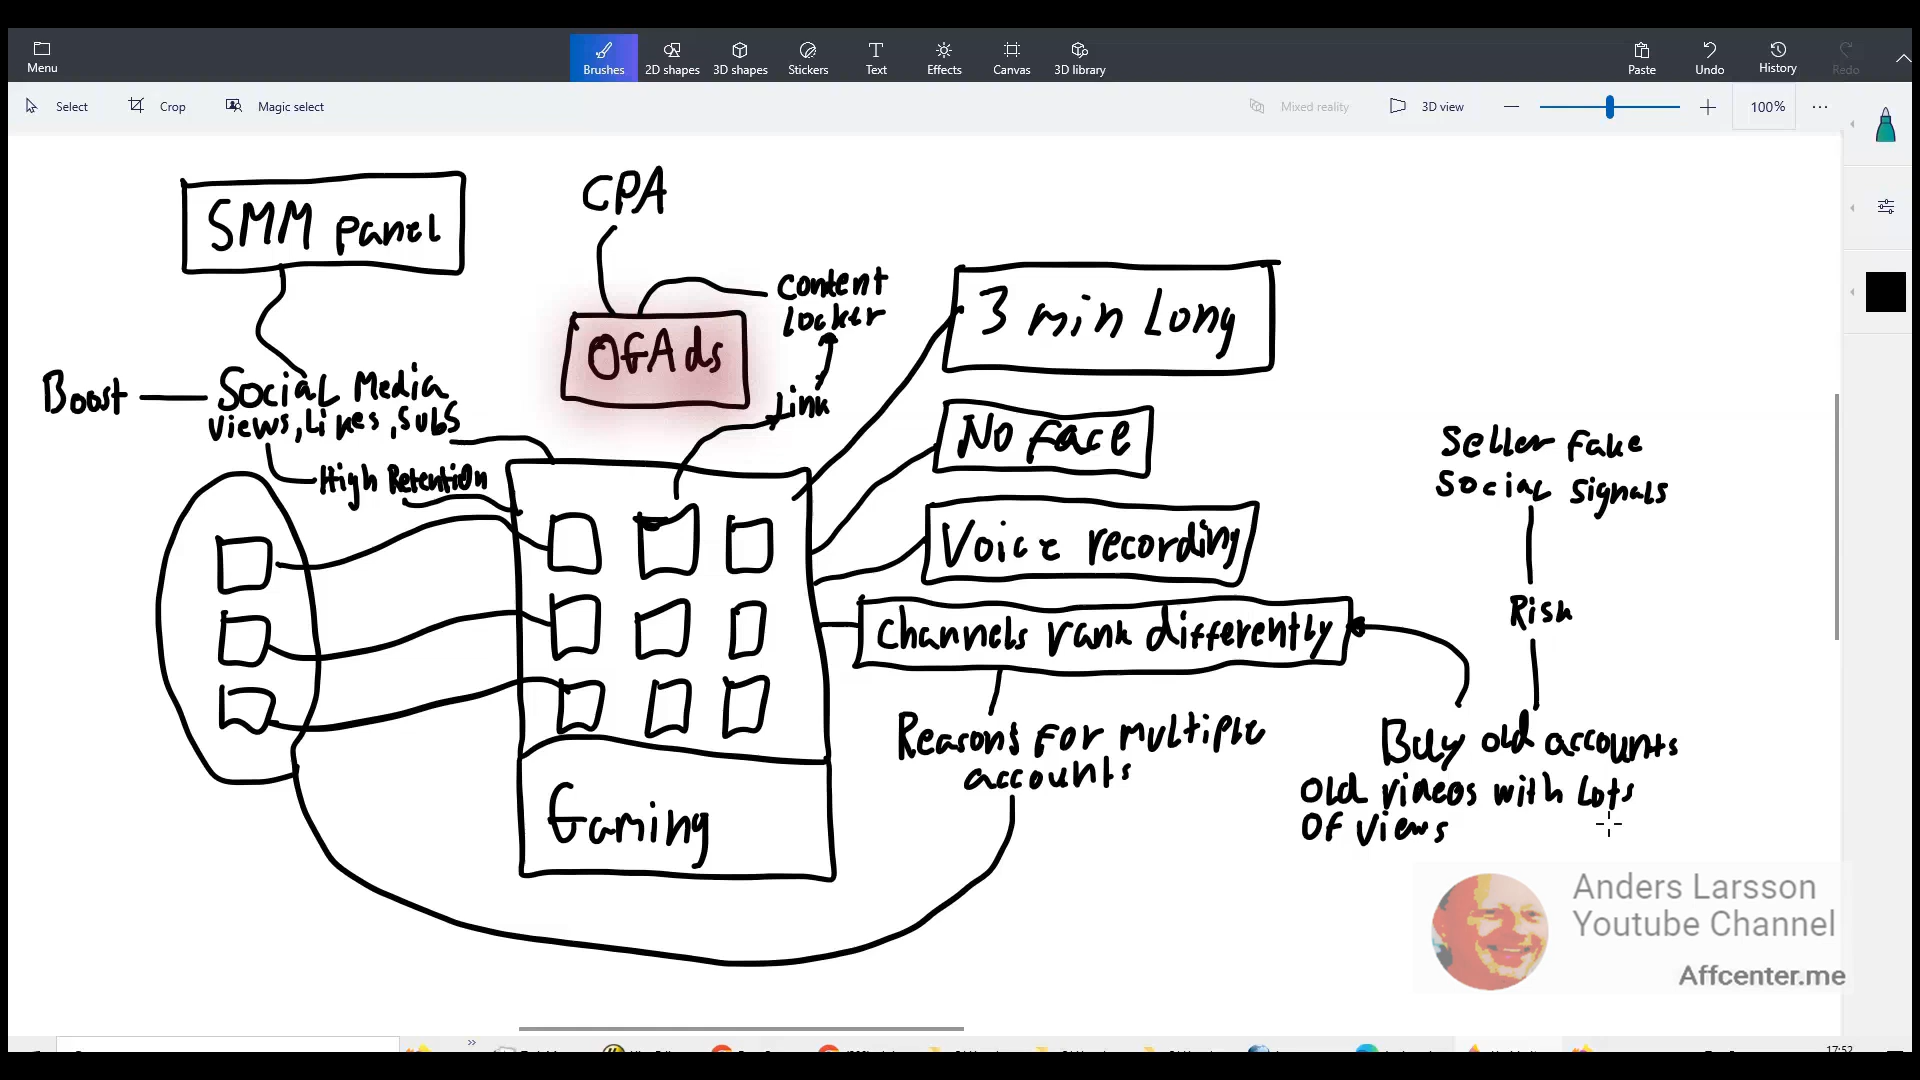 Menu
Brushes
2D shapes
3D shapes
Stickers
Text
Effects
Canvas
3D library
Paste
Undo
History
Redo
Select
Crop
Magic select
Mixed reality
3D view
100%
SMM panel
CPA
content
locker
OGAds
Link
3 min Long
Boost
Social Media
views, likes, subs
High Retention
No face
Voice recording
Channels rank differently
Reasons for multiple
accounts
Gaming
Seller Fake
Social signals
Risk
Buy old accounts
old videos with Lots
of views
Anders Larsson
Youtube Channel
Affcenter.me
17:52